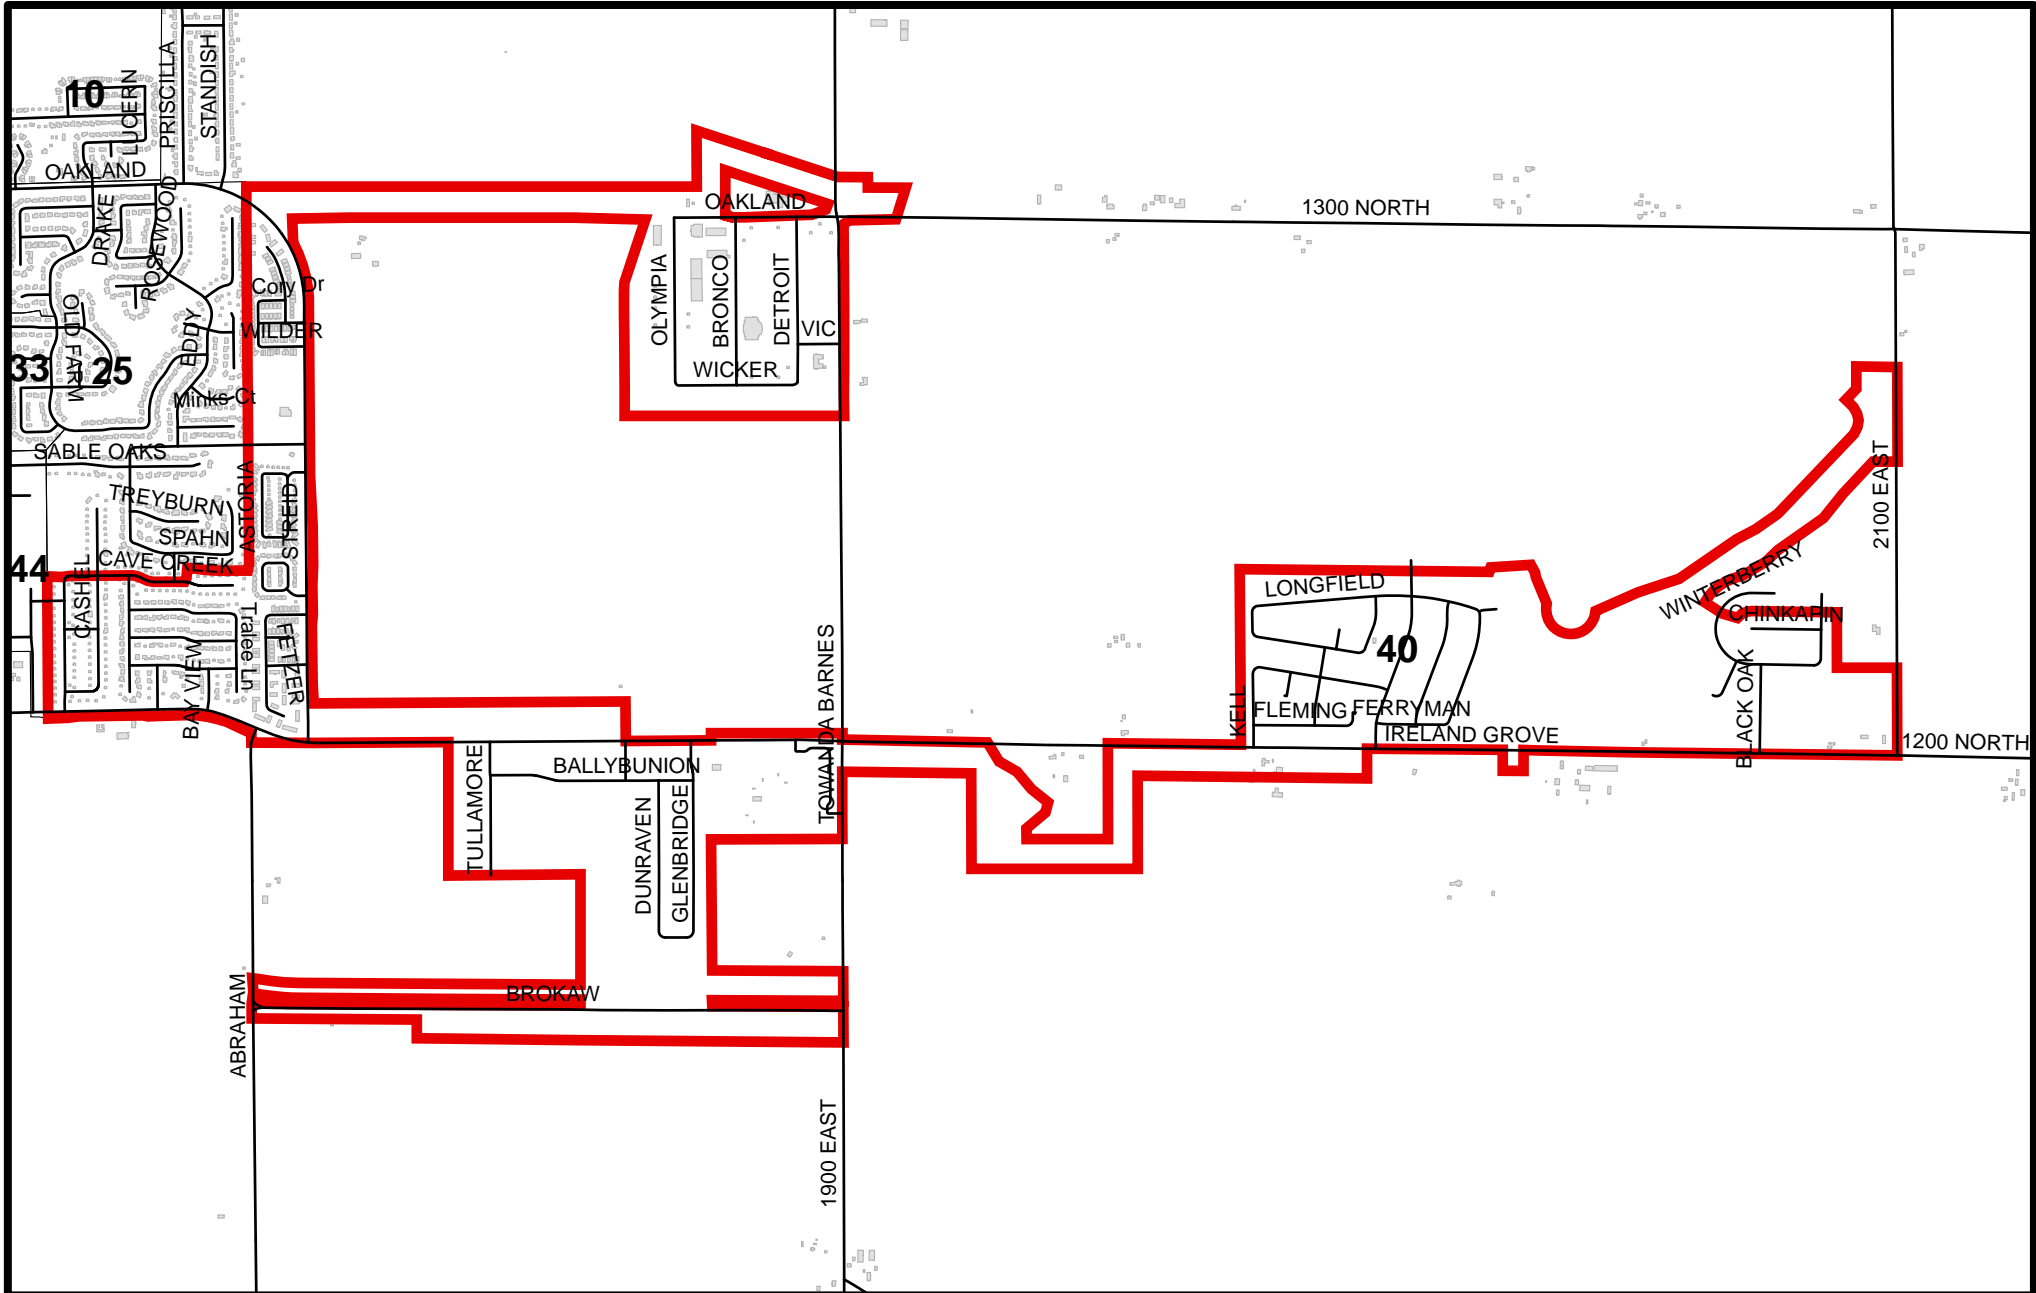 10
LUCERN
PRISCILLA
STANDISH
OAKLAND
DRAKE
ROSEWOOD
OAKLAND
1300 NORTH
Cory Dr
WILDER
OLD FARM
EDDY
33
25
Minks Ct
OLYMPIA
BRONCO
DETROIT
VIC
WICKER
SABLE OAKS
TREYBURN
ASTORIA
STREID
SPAHN
CAVE CREEK
44
CASHEL
BAY VIEW
Tralee Ln
FETZER
2100 EAST
WINTERBERRY
CHINKAPIN
BLACK OAK
LONGFIELD
40
KELL
FLEMING
FERRYMAN
IRELAND GROVE
1200 NORTH
TOWANDA BARNES
BALLYBUNION
TULLAMORE
DUNRAVEN
GLENBRIDGE
BROKAW
ABRAHAM
1900 EAST